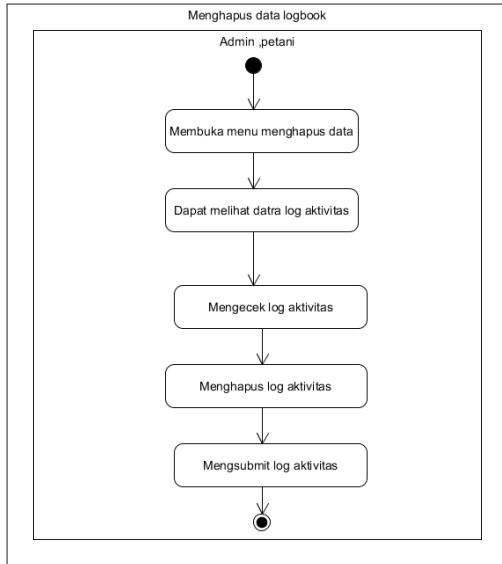 Menghapus data logbook
Admin ,petani
Membuka menu menghapus data
Dapat melihat datra log aktivitas
Mengecek log aktivitas
Menghapus log aktivitas
Mengsubmit log aktivitas